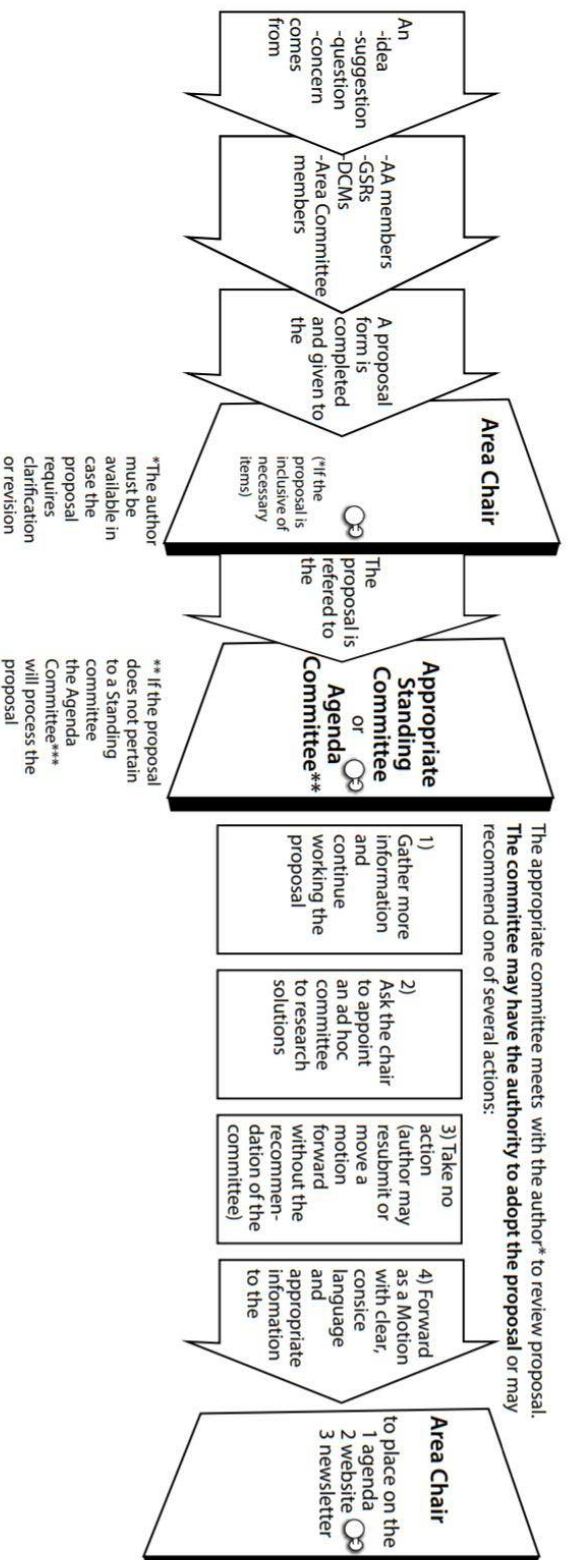 An
-idea
-suggestion
-question
-concern
comes
from
-AA members
-GSRs
-DCMs
-Area Committee
members
A proposal
form is
completed
and given to
the
Area Chair
(*If the
proposal is
inclusive of
necessary
items)
*The author
must be
available in
case the
proposal
requires
clarification
or revision
The
proposal is
refered to
the
Appropriate
Standing
Committee
or
Agenda
Committee**
** If the proposal
does not pertain
to a Standing
committee
the Agenda
Committee***
will process the
proposal
The appropriate committee meets with the author* to review proposal.
The committee may have the authority to adopt the proposal or may
recommend one of several actions:
1)
Gather more
information
and
continue
working the
proposal
2)
Ask the chair
to appoint
an ad hoc
committee
to research
solutions
3) Take no
action
(author may
resubmit or
move a
motion
forward
without the
recommen-
dation of the
committee)
4) Forward
as a Motion
with clear,
consice
language
and
appropriate
infomation
to the
Area Chair
to place on the
1 agenda
2 website
3 newsletter